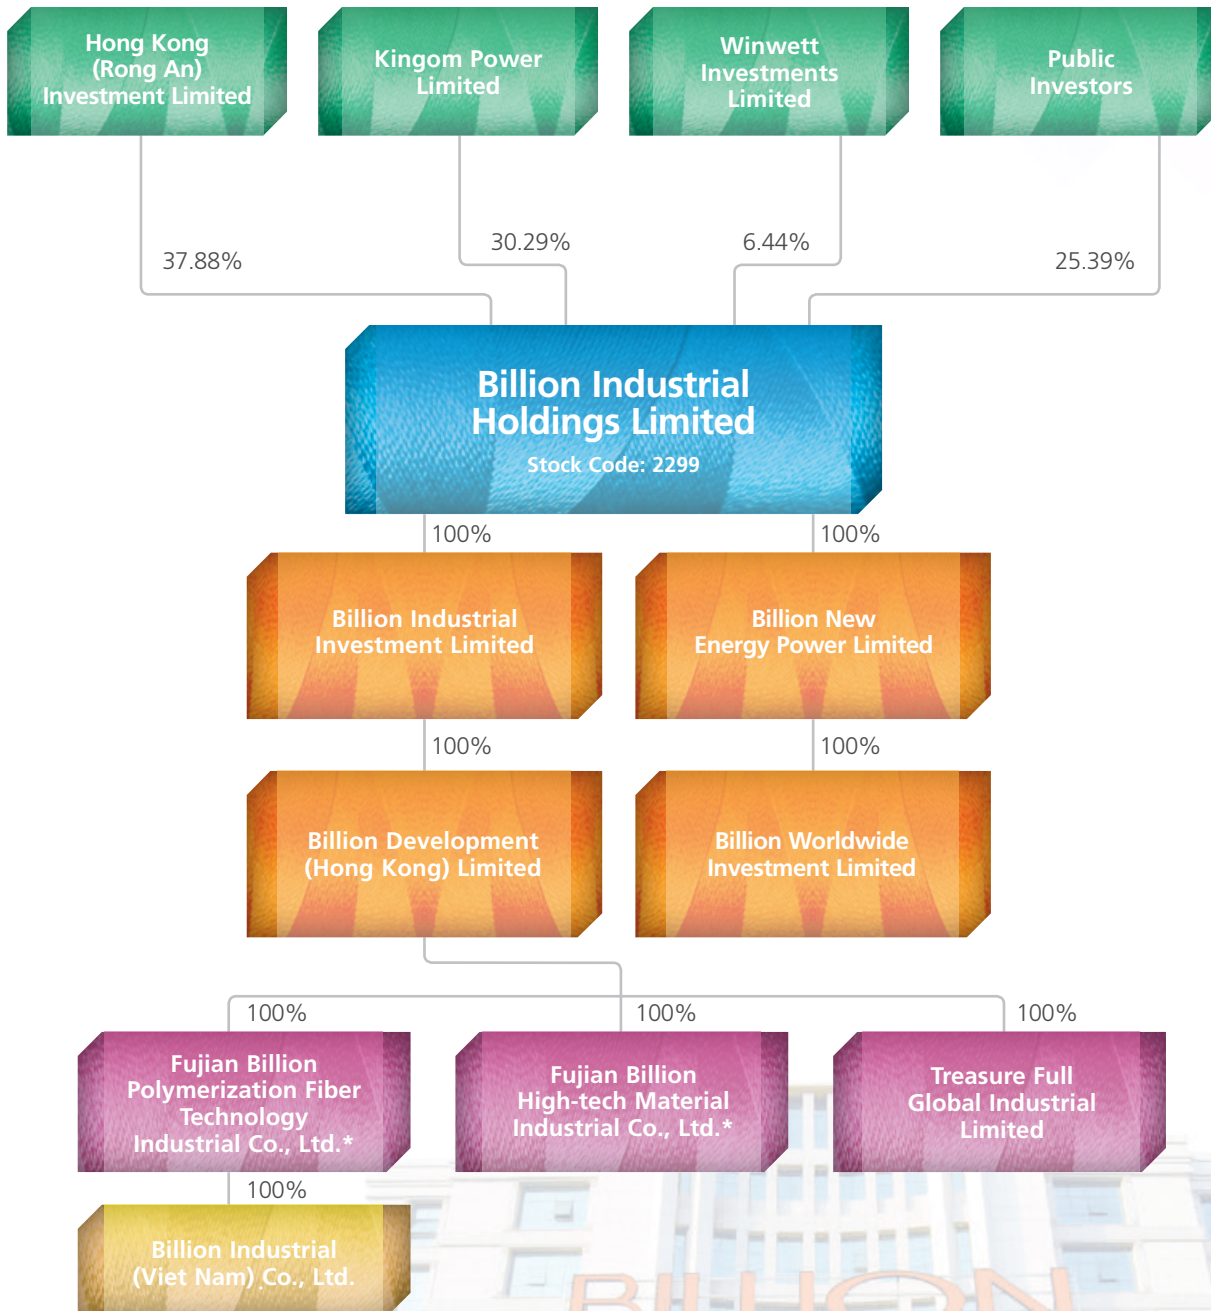 Hong Kong
(Rong An)
Investment Limited
Kingom Power
Limited
Winwett
Investments
Limited
Public
Investors
37.88%
30.29%
6.44%
25.39%
Billion Industrial
Holdings Limited
Stock Code: 2299
100%
100%
Billion Industrial
Investment Limited
Billion New
Energy Power Limited
100%
100%
Billion Development
(Hong Kong) Limited
Billion Worldwide
Investment Limited
100%
100%
100%
Fujian Billion
Polymerization Fiber
Technology
Industrial Co., Ltd.*
Fujian Billion
High-tech Material
Industrial Co., Ltd.*
Treasure Full
Global Industrial
Limited
100%
Billion Industrial
(Viet Nam) Co., Ltd.
BILLION